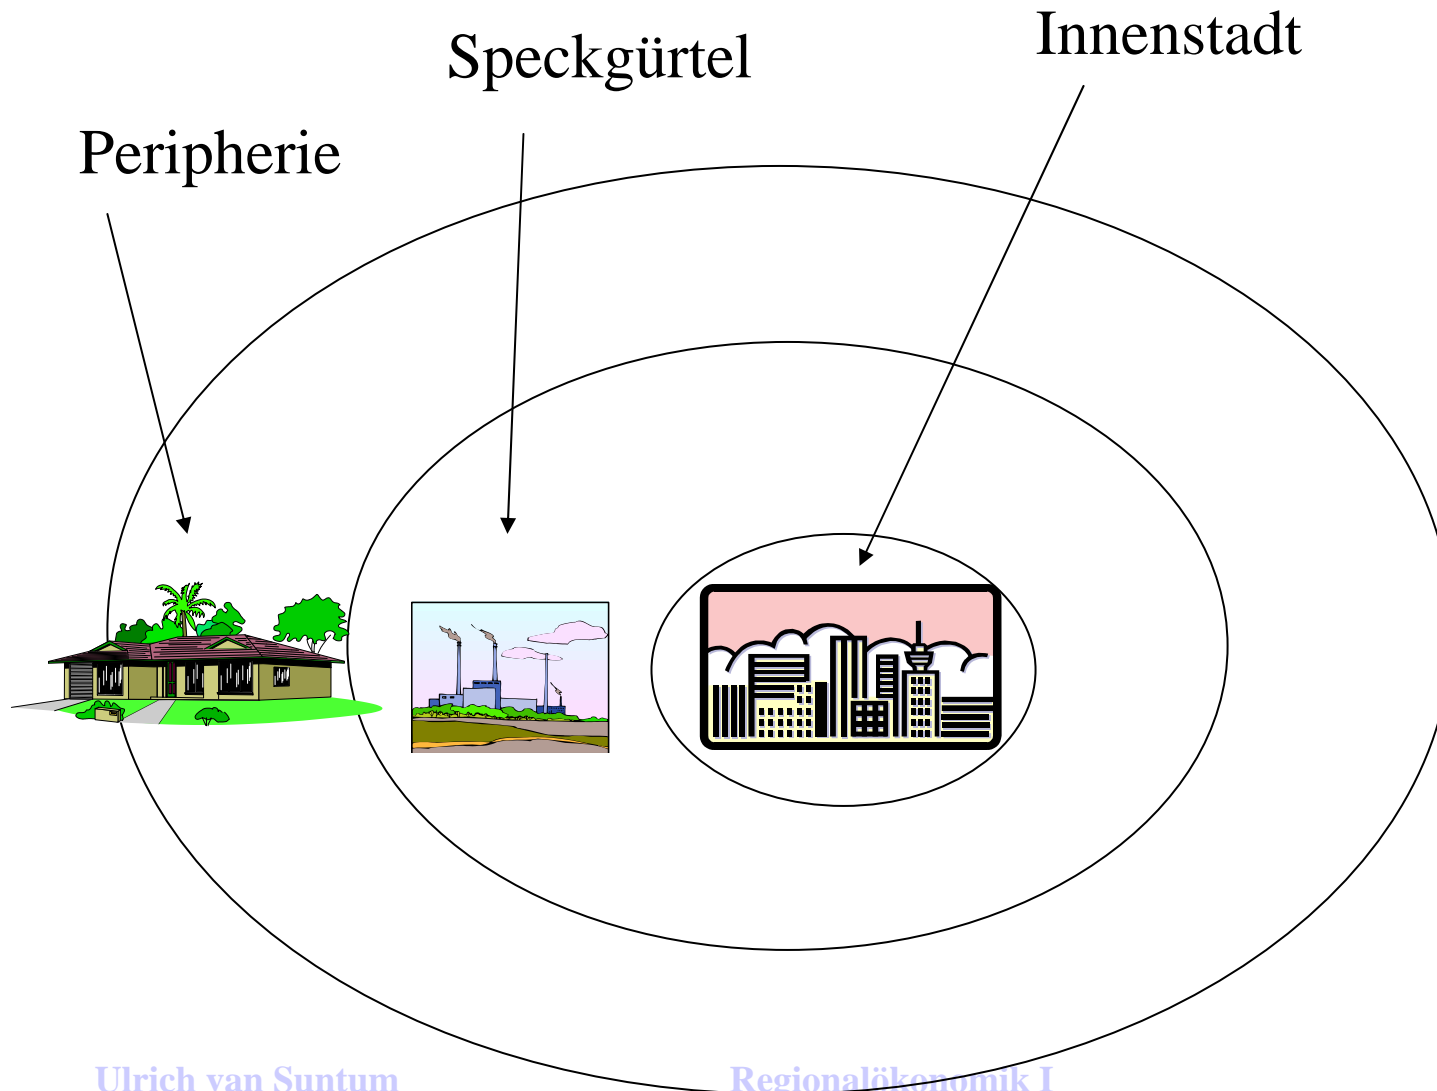 Innenstadt
Speckgürtel
Peripherie
Ulrich van Suntum
Regionalökonomik I